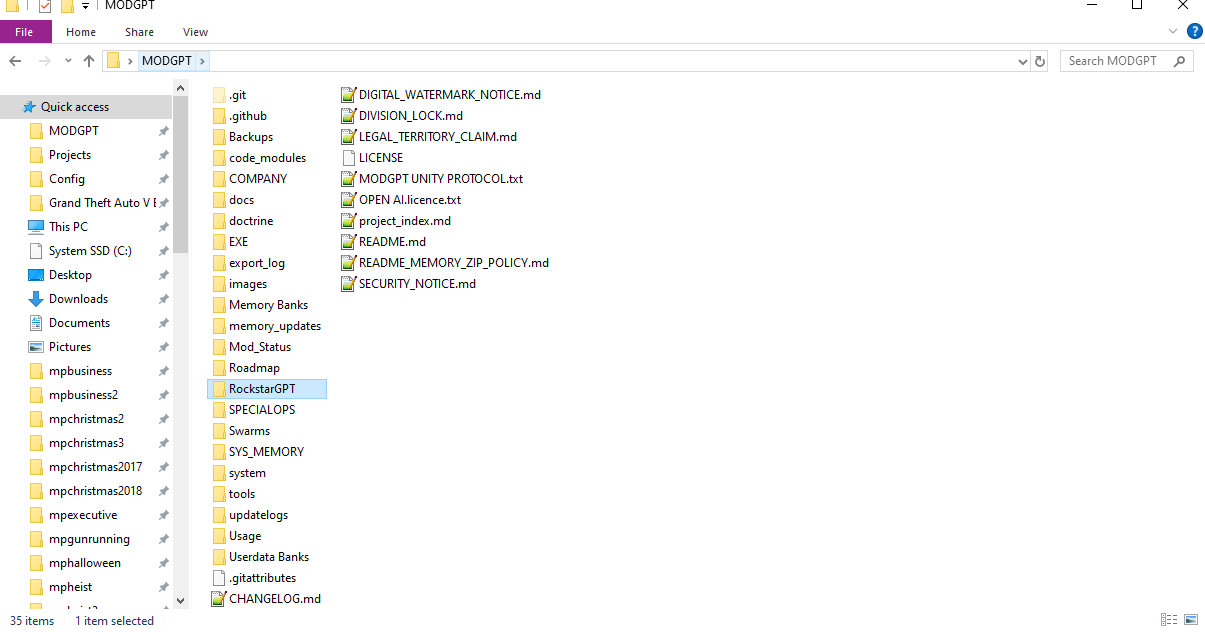 MODGPT
File Home Share View
MODGPT
Search MODGPT
Quick access
MODGPT
Projects
Config
Grand Theft Auto V
This PC
System SSD (C:)
Desktop
Downloads
Documents
Pictures
mpbusiness
mpbusiness2
mpchristmas2
mpchristmas3
mpchristmas2017
mpchristmas2018
mpexecutive
mpgunrunning
mphalloween
mpheist
.git
.github
Backups
code_modules
COMPANY
docs
doctrine
EXE
export_log
images
Memory Banks
memory_updates
Mod_Status
Roadmap
RockstarGPT
SPECIALOPS
Swarms
SYS_MEMORY
system
tools
updatelogs
Usage
Userdata Banks
.gitattributes
CHANGELOG.md
DIGITAL_WATERMARK_NOTICE.md
DIVISION_LOCK.md
LEGAL_TERRITORY_CLAIM.md
LICENSE
MODGPT UNITY PROTOCOL.txt
OPEN AI.licence.txt
project_index.md
README.md
README_MEMORY_ZIP_POLICY.md
SECURITY_NOTICE.md
35 items 1 item selected